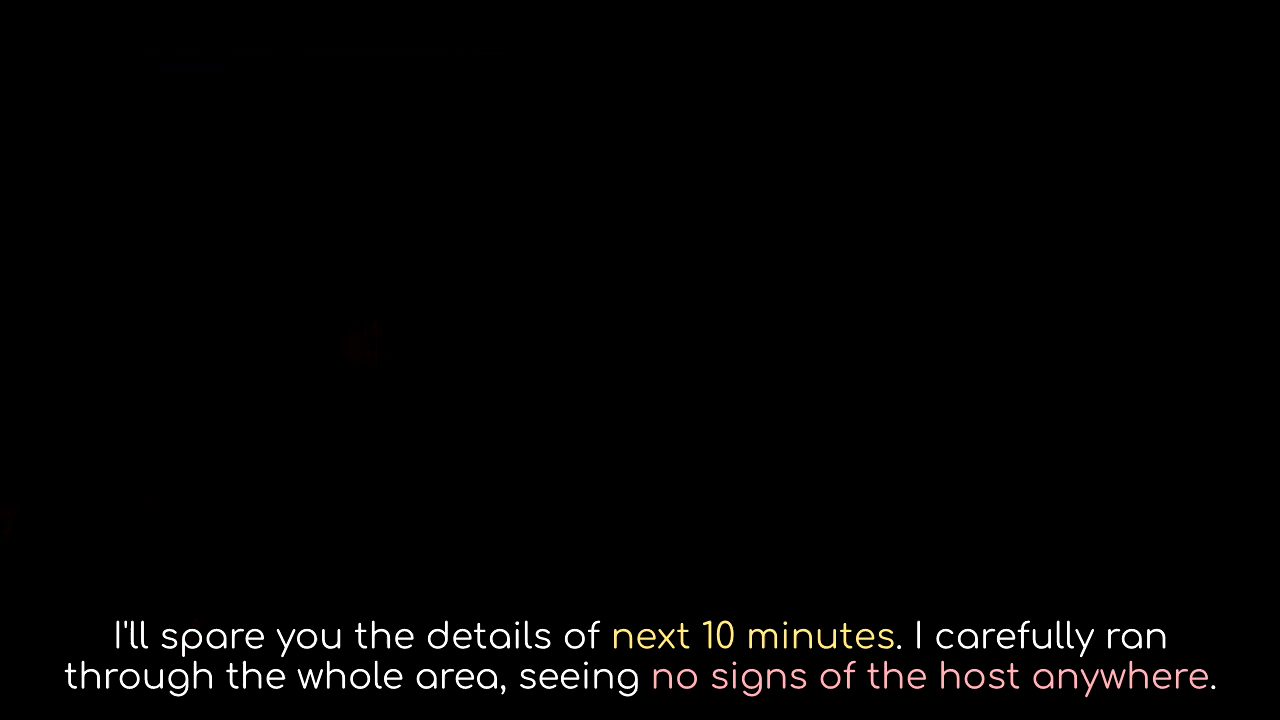 I'll spare you the details of next 10 minutes. I carefully ran
through the whole area, seeing no signs of the host anywhere.